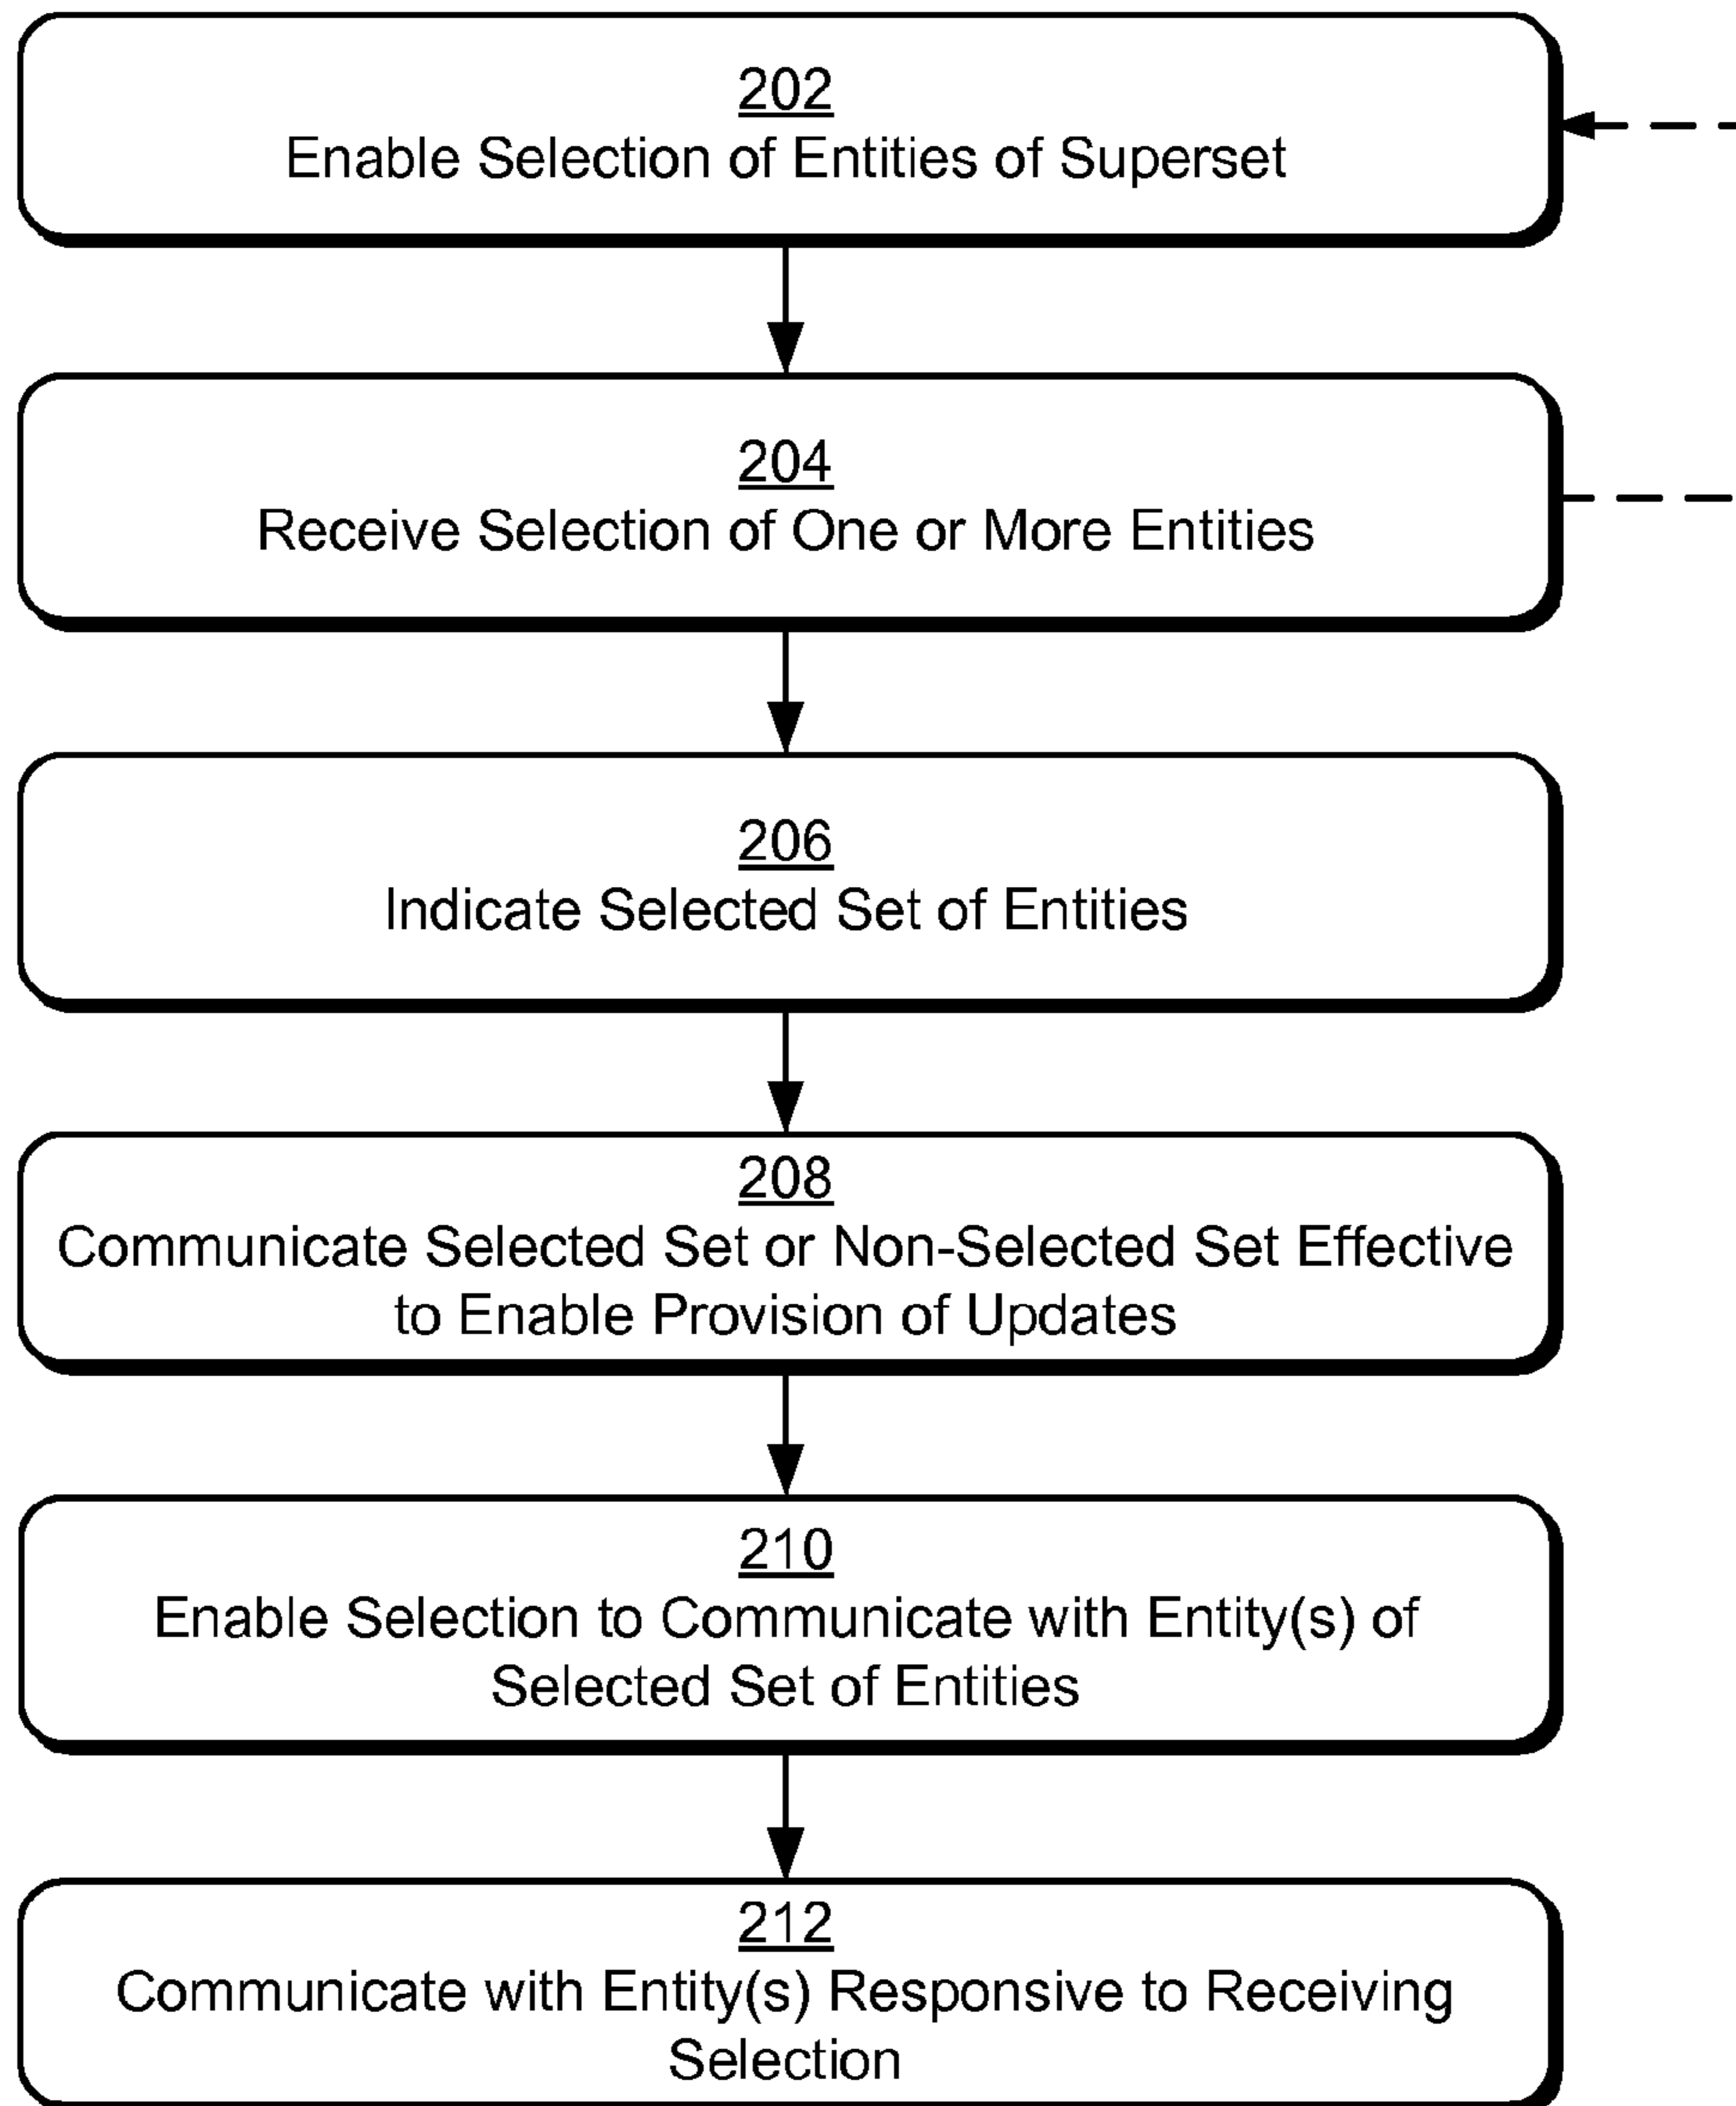 202
Enable Selection of Entities of Superset
204
Receive Selection of One or More Entities
206
Indicate Selected Set of Entities
208
Communicate Selected Set or Non-Selected Set Effective
to Enable Provision of Updates
210
Enable Selection to Communicate with Entity(s) of
Selected Set of Entities
212
Communicate with Entity(s) Responsive to Receiving
Selection